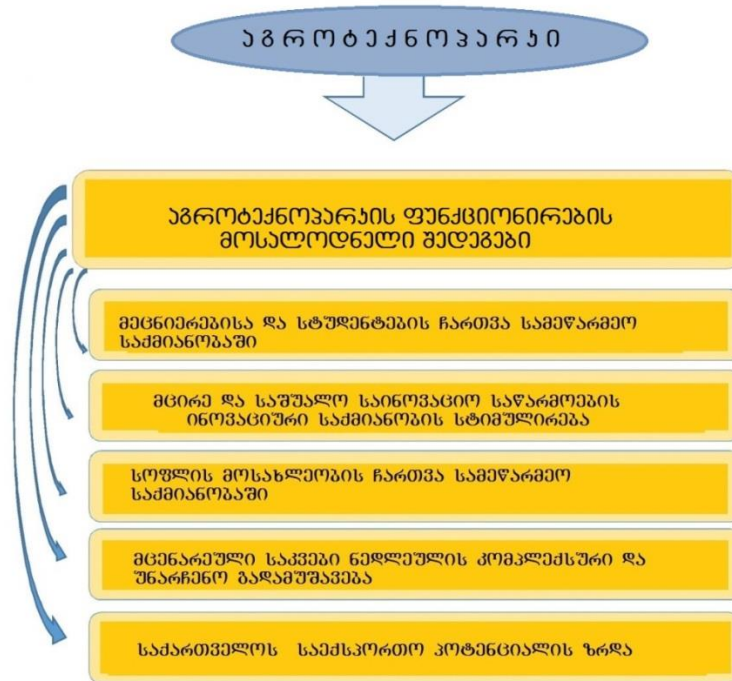 აგროტექნოპარკი
აგროტექნოპარკის ფუნქციონირების
მოსალოდნელი შედეგები
მეცნიერებისა და სტუდენტების ჩართვა სამეწარმეო
საქმიანობაში
მცირე და საშუალო საინოვაციო საწარმოების
ინოვაციური საქმიანობის სტიმულირება
სოფლის მოსახლეობის ჩართვა სამეწარმეო
საქმიანობაში
მცენარეული საკვები ნედლეულის კომპლექსური და
უნარჩენო გადამუშავება
საქართველოს საექსპორტო პოტენციალის ზრდა